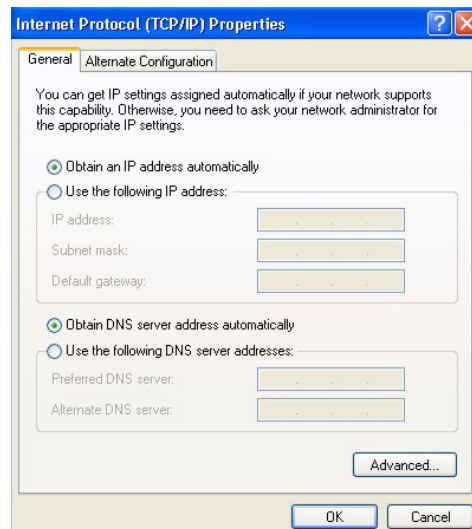 Internet Protocol (TCP/IP) Properties
General
Alternate Configuration
You can get IP settings assigned automatically if your network supports
this capability. Otherwise, you need to ask your network administrator for
the appropriate IP settings.
Obtain an IP address automatically
Use the following IP address:
IP address:
Subnet mask:
Default gateway:
Obtain DNS server address automatically
Use the following DNS server addresses:
Preferred DNS server:
Alternate DNS server:
Advanced...
OK
Cancel